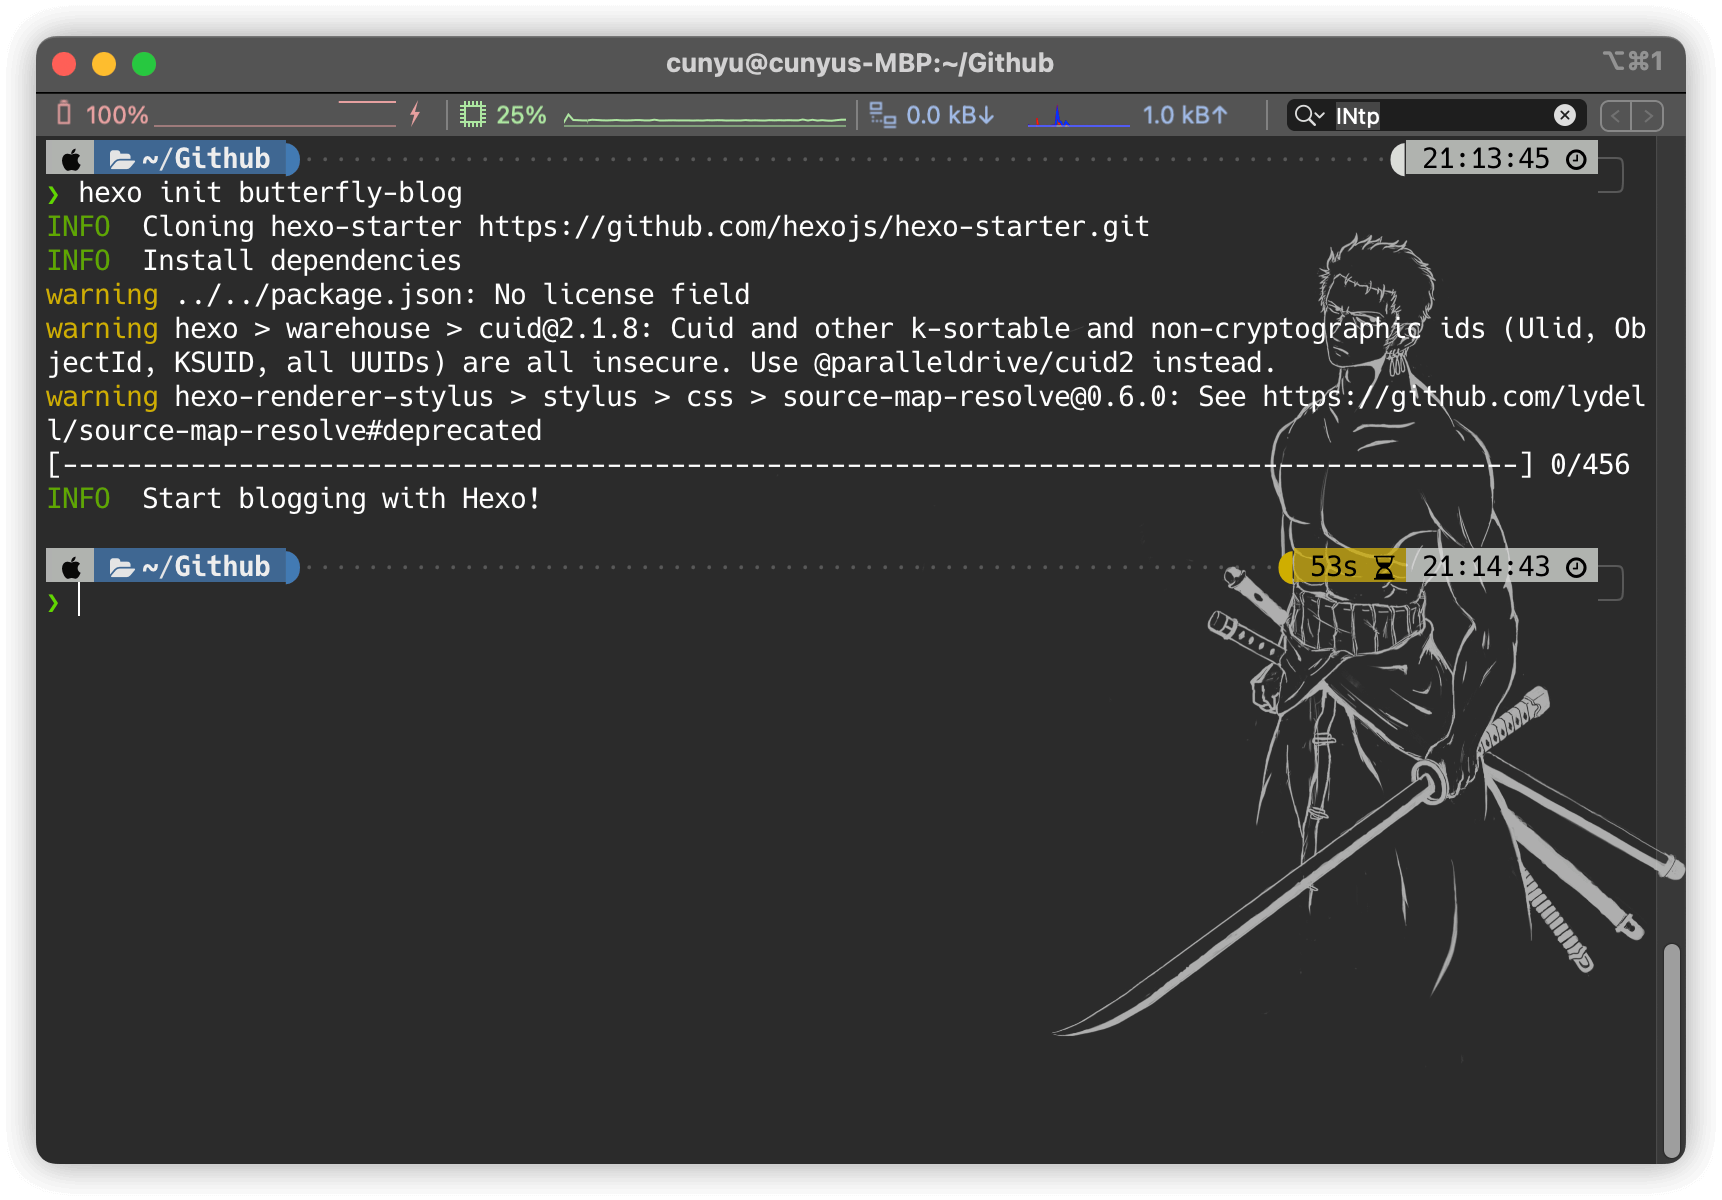 cunyu@cunyus-MBP:~/Github
⌥⌘1
100% 25% 0.0 kB↓ 1.0 kB↑ INtp
~/Github 21:13:45
❯ hexo init butterfly-blog
INFO  Cloning hexo-starter https://github.com/hexojs/hexo-starter.git
INFO  Install dependencies
warning ../../package.json: No license field
warning hexo > warehouse > cuid@2.1.8: Cuid and other k-sortable and non-cryptographic ids (Ulid, Ob
jectId, KSUID, all UUIDs) are all insecure. Use @paralleldrive/cuid2 instead.
warning hexo-renderer-stylus > stylus > css > source-map-resolve@0.6.0: See https://github.com/lydel
l/source-map-resolve#deprecated
[-------------------------------------------------------------------------------------------] 0/456
INFO  Start blogging with Hexo!
~/Github 53s 21:14:43
❯